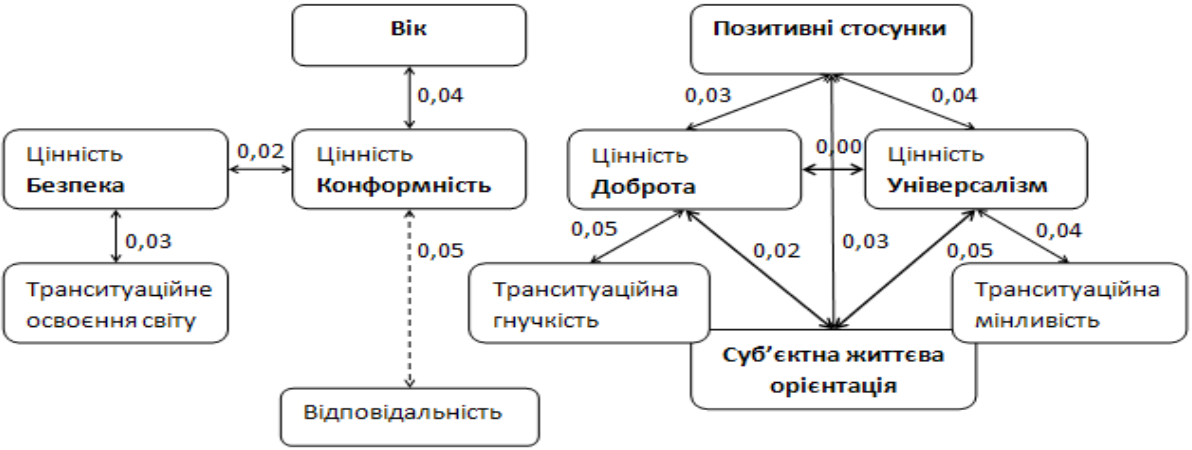 Вік
Позитивні стосунки
0,04
0,03
0,04
Цінність
Безпека
0,02
Цінність
Конформність
Цінність
Доброта
0,00
Цінність
Універсалізм
0,03
0,05
0,05
0,02
0,03
0,05
0,04
Транситуаційне
освоєння світу
Транситуаційна
гнучкість
Транситуаційна
мінливість
Суб’єктна життєва
орієнтація
Відповідальність